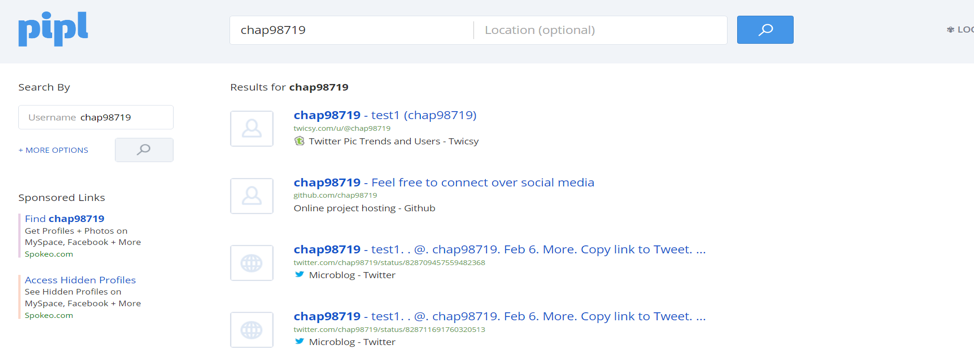 pipl
chap98719 Location (optional)
LOC
Search By
Username chap98719
+ MORE OPTIONS
Sponsored Links
Find chap98719
Get Profiles + Photos on
MySpace, Facebook + More
Spokeo.com
Access Hidden Profiles
See Hidden Profiles on
MySpace, Facebook + More
Spokeo.com
Results for chap98719
chap98719 - test1 (chap98719)
twicsy.com/u/@chap98719
Twitter Pic Trends and Users - Twicsy
chap98719 - Feel free to connect over social media
github.com/chap98719
Online project hosting - Github
chap98719 - test1. . @. chap98719. Feb 6. More. Copy link to Tweet. ...
twitter.com/chap98719/status/828709457559482368
Microblog - Twitter
chap98719 - test1. . @. chap98719. Feb 6. More. Copy link to Tweet. ...
twitter.com/chap98719/status/828711691760320513
Microblog - Twitter